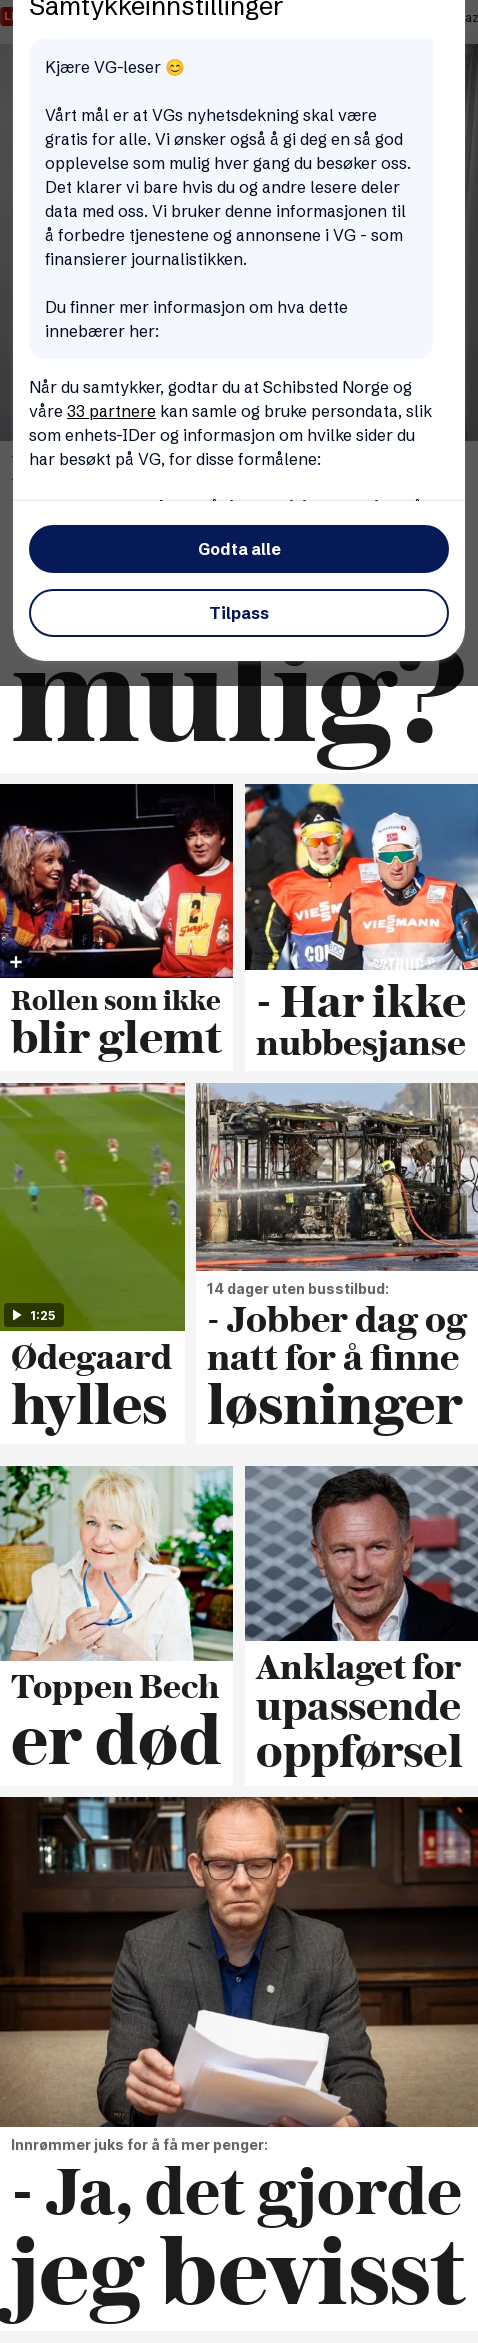 Samtykkeinnstillinger
Kjære VG-leser 😊
Vårt mål er at VGs nyhetsdekning skal være
gratis for alle. Vi ønsker også å gi deg en så god
opplevelse som mulig hver gang du besøker oss.
Det klarer vi bare hvis du og andre lesere deler
data med oss. Vi bruker denne informasjonen til
å forbedre tjenestene og annonsene i VG - som
finansierer journalistikken.
Du finner mer informasjon om hva dette
innebærer her:
Når du samtykker, godtar du at Schibsted Norge og
våre 33 partnere kan samle og bruke persondata, slik
som enhets-IDer og informasjon om hvilke sider du
har besøkt på VG, for disse formålene:
Godta alle
Tilpass
mulig?
Rollen som ikke
blir glemt
VIESSMANN
- Har ikke
nubbesjanse
1:25
Ødegaard
hylles
14 dager uten busstilbud:
- Jobber dag og
natt for å finne
løsninger
Toppen Bech
er død
Anklaget for
upassende
oppførsel
Innrømmer juks for å få mer penger:
- Ja, det gjorde
jeg bevisst